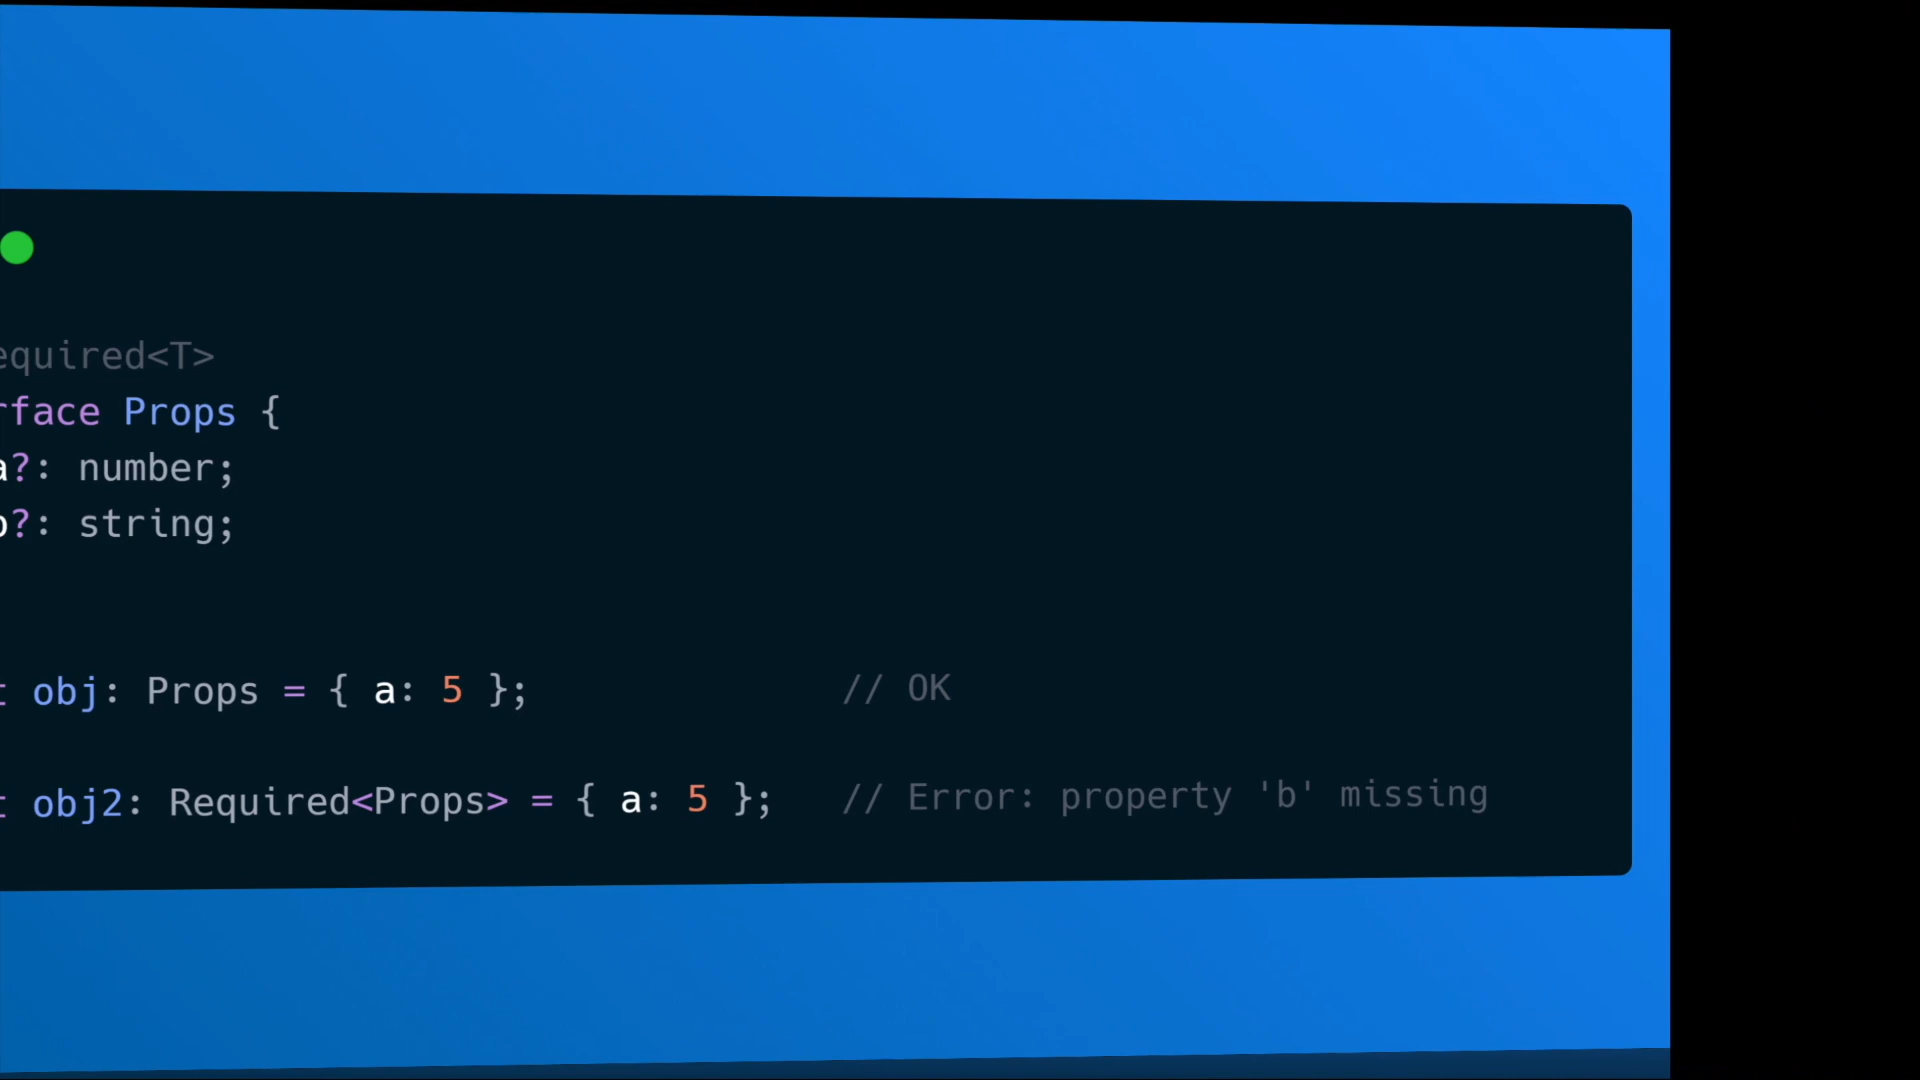 equired<T>
rface Props {
a?: number;
b?: string;
t obj: Props = { a: 5 }; // OK
t obj2: Required<Props> = { a: 5 }; // Error: property 'b' missing